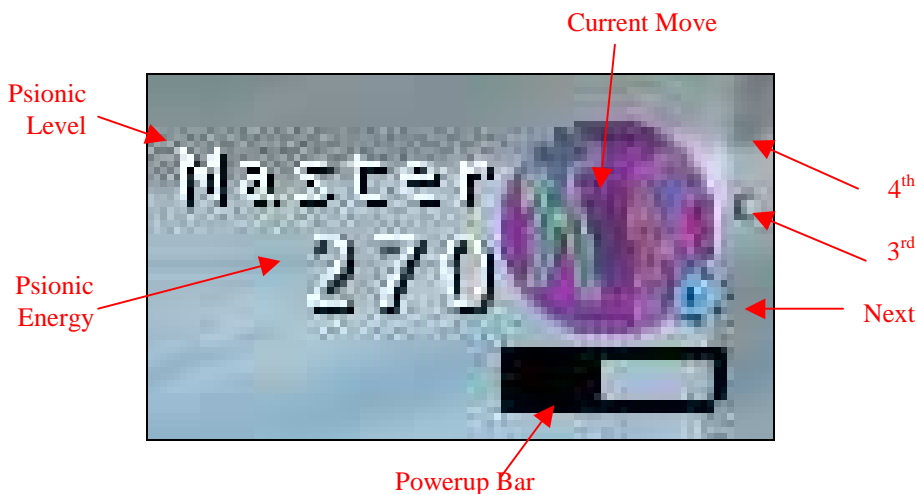 Current Move
Psionic
Level
Master
4th
3rd
270
Psionic
Energy
Next
Powerup Bar